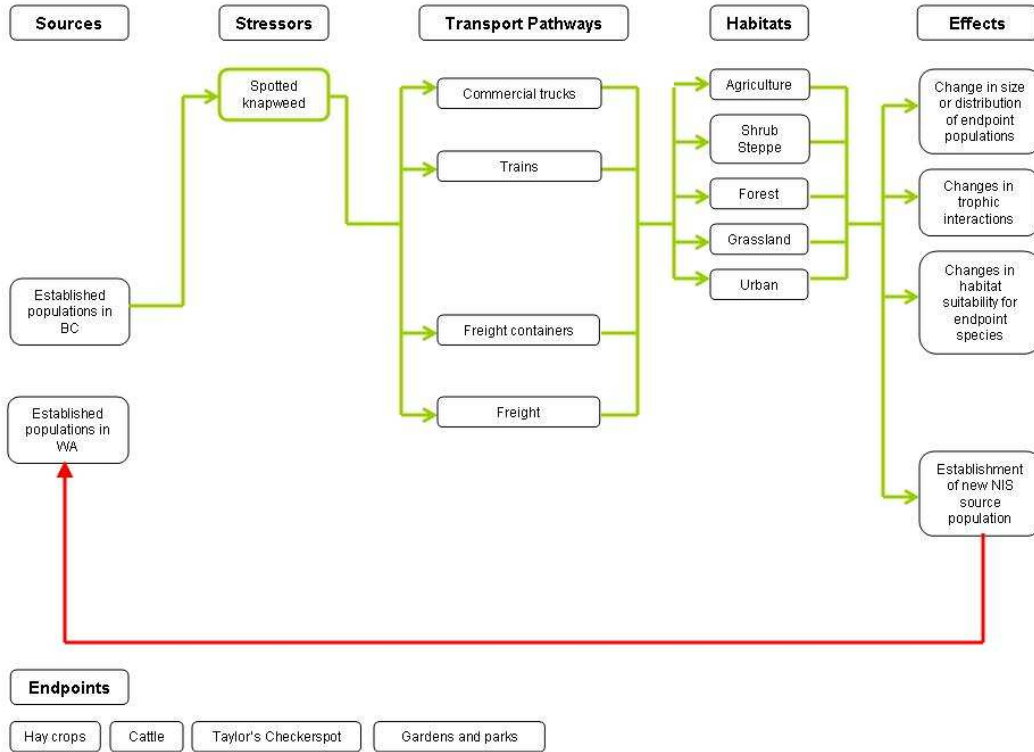 Sources
Stressors
Transport Pathways
Habitats
Effects
Spotted
knapweed
Established
populations in
BC
Established
populations in
WA
Commercial trucks
Trains
Freight containers
Freight
Agriculture
Shrub
Steppe
Forest
Grassland
Urban
Change in size
or distribution
of endpoint
populations
Changes in
trophic
interactions
Changes in
habitat
suitability for
endpoint
species
Establishment
of new NIS
source
population
Endpoints
Hay crops
Cattle
Taylor's Checkerspot
Gardens and parks